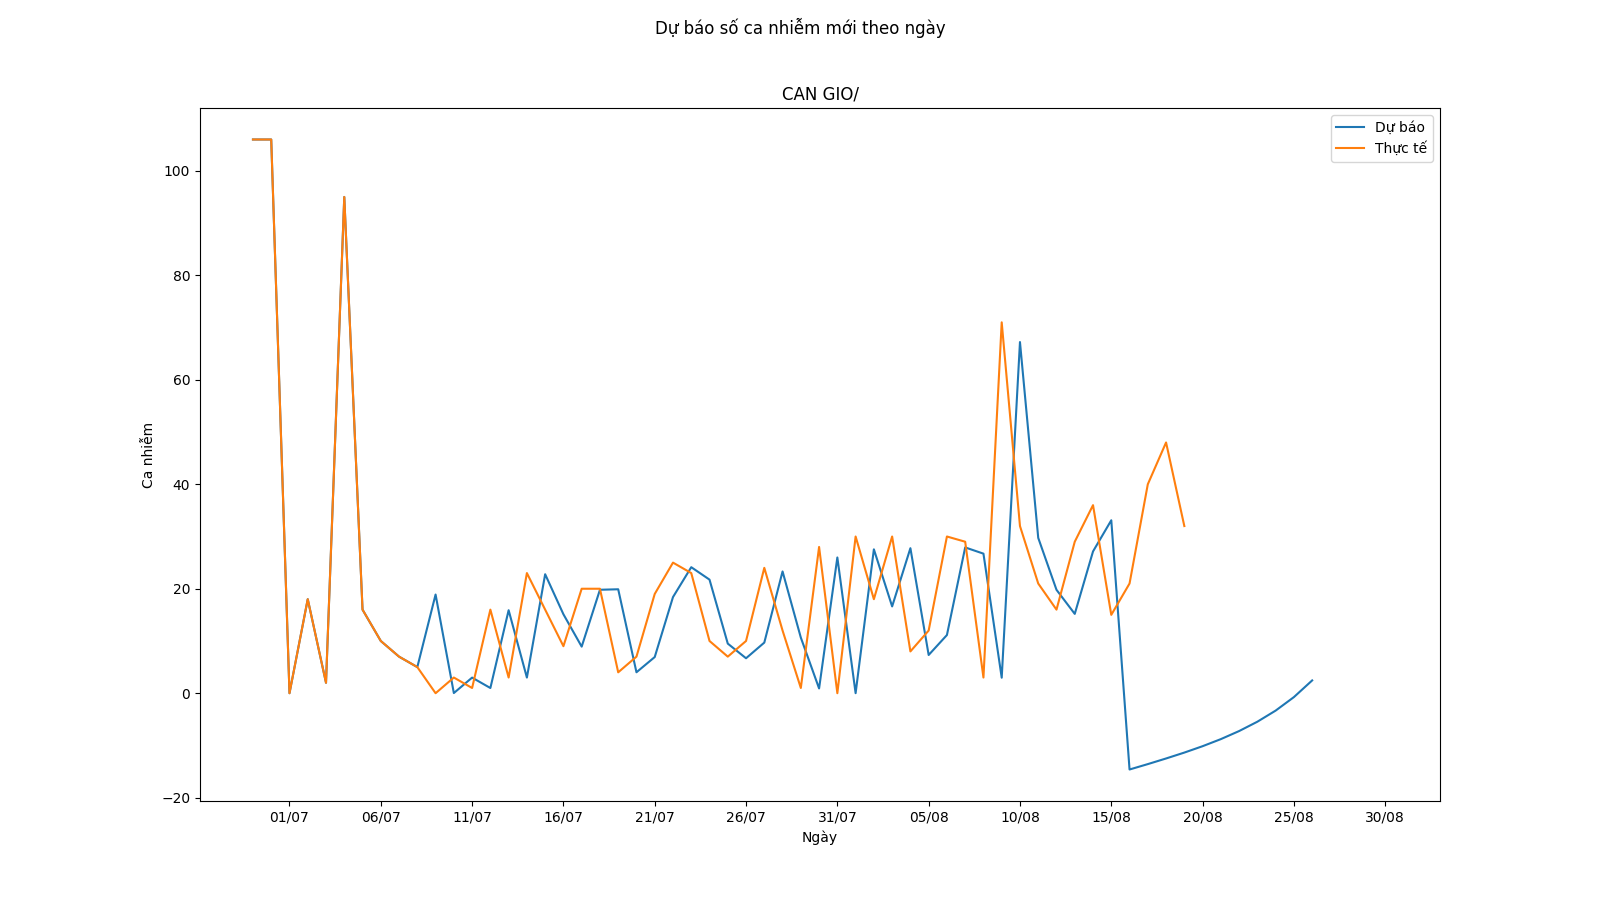 Dự báo số ca nhiễm mới theo ngày
CAN GIO/
Dự báo
Thực tế
100
80
60
40
20
0
−20
Ca nhiễm
01/07 06/07 11/07 16/07 21/07 26/07 31/07 05/08 10/08 15/08 20/08 25/08 30/08
Ngày